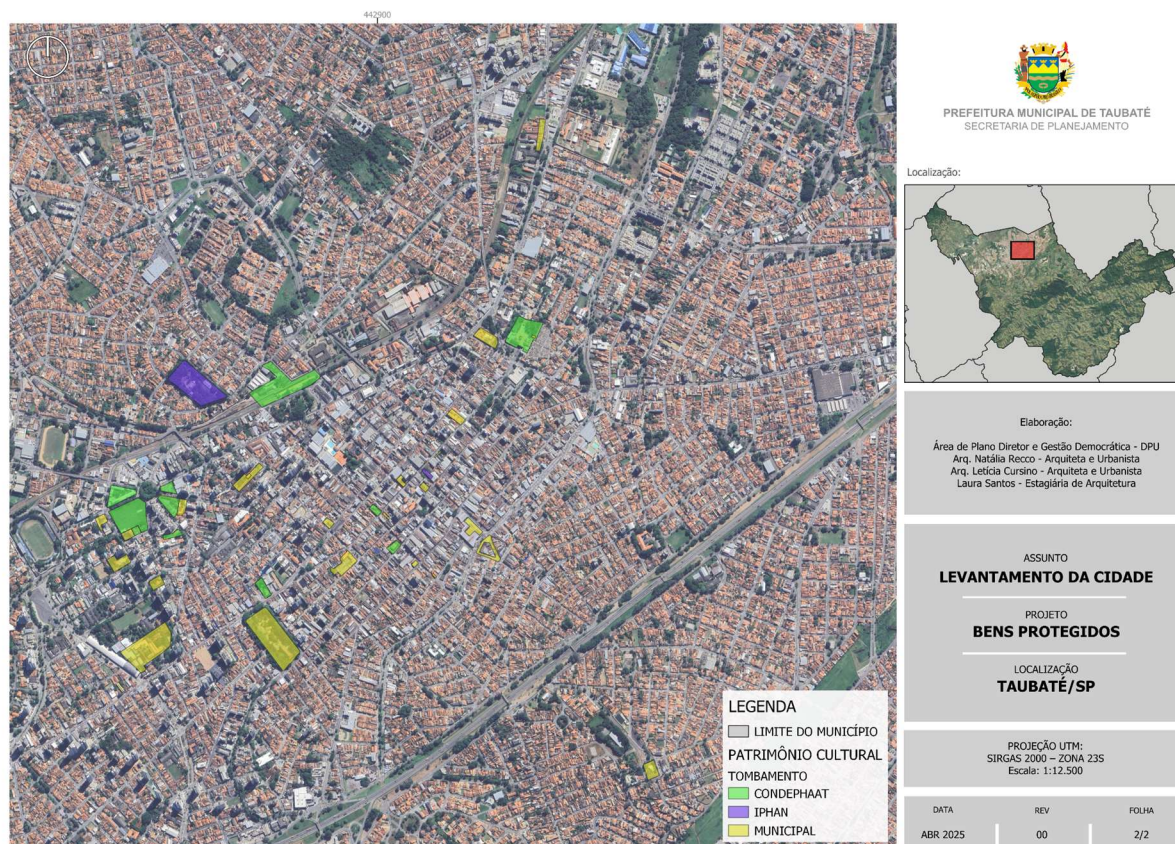 442900
PREFEITURA MUNICIPAL DE TAUBATÉ
SECRETARIA DE PLANEJAMENTO
Localização:
Elaboração:
Área de Plano Diretor e Gestão Democrática - DPU
Arq. Natália Recco - Arquiteta e Urbanista
Arq. Letícia Cursino - Arquiteta e Urbanista
Laura Santos - Estagiária de Arquitetura
ASSUNTO
LEVANTAMENTO DA CIDADE
PROJETO
BENS PROTEGIDOS
LOCALIZAÇÃO
TAUBATÉ/SP
LEGENDA
LIMITE DO MUNICÍPIO
PATRIMÔNIO CULTURAL
TOMBAMENTO
CONDEPHAAT
IPHAN
MUNICIPAL
PROJEÇÃO UTM:
SIRGAS 2000 – ZONA 23S
Escala: 1:12.500
DATA REV FOLHA
ABR 2025 00 2/2